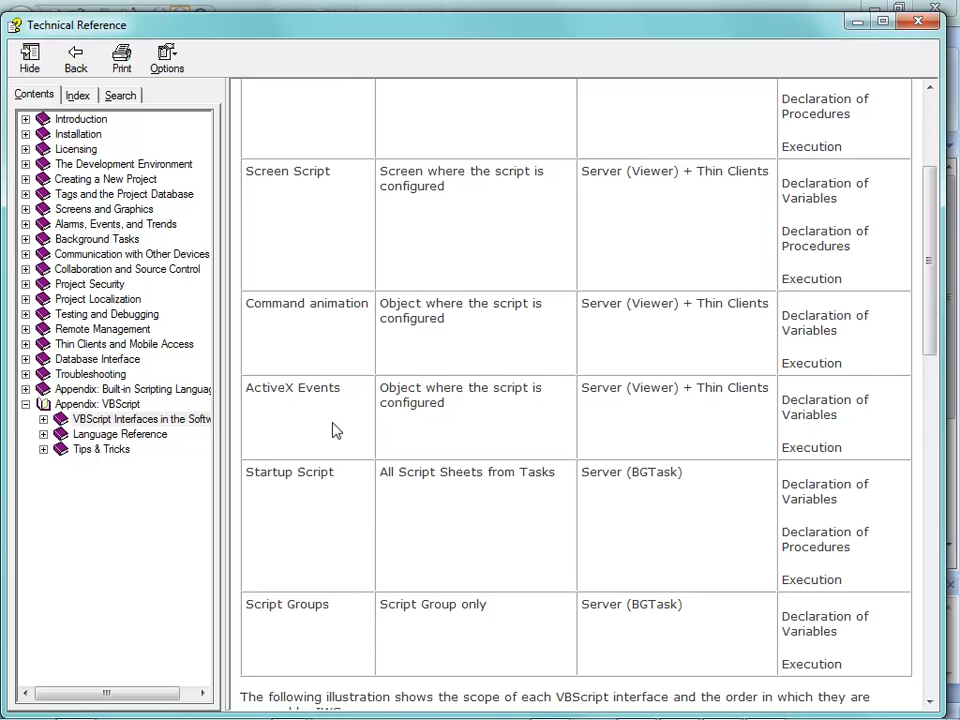 Technical Reference
Hide
Back
Print
Options
Contents
Index
Search
Introduction
Installation
Licensing
The Development Environment
Creating a New Project
Tags and the Project Database
Screens and Graphics
Alarms, Events, and Trends
Background Tasks
Communication with Other Devices
Collaboration and Source Control
Project Security
Project Localization
Testing and Debugging
Remote Management
Thin Clients and Mobile Access
Database Interface
Troubleshooting
Appendix: Built-in Scripting Languag
Appendix: VBScript
VBScript Interfaces in the Softw
Language Reference
Tips & Tricks
Declaration of
Procedures
Execution
Screen Script
Screen where the script is
configured
Server (Viewer) + Thin Clients
Declaration of
Variables
Declaration of
Procedures
Execution
Command animation
Object where the script is
configured
Server (Viewer) + Thin Clients
Declaration of
Variables
Execution
ActiveX Events
Object where the script is
configured
Server (Viewer) + Thin Clients
Declaration of
Variables
Execution
Startup Script
All Script Sheets from Tasks
Server (BGTask)
Declaration of
Variables
Declaration of
Procedures
Execution
Script Groups
Script Group only
Server (BGTask)
Declaration of
Variables
Execution
The following illustration shows the scope of each VBScript interface and the order in which they are